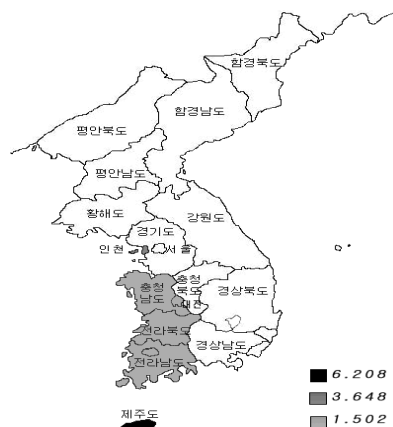 함경북도
함경남도
평안북도
평안남도
황해도
강원도
경기도
인천
서울
충청
북도
충청
남도
대전
경상북도
전라북도
경상남도
전라남도
제주도
6.208
3.648
1.502